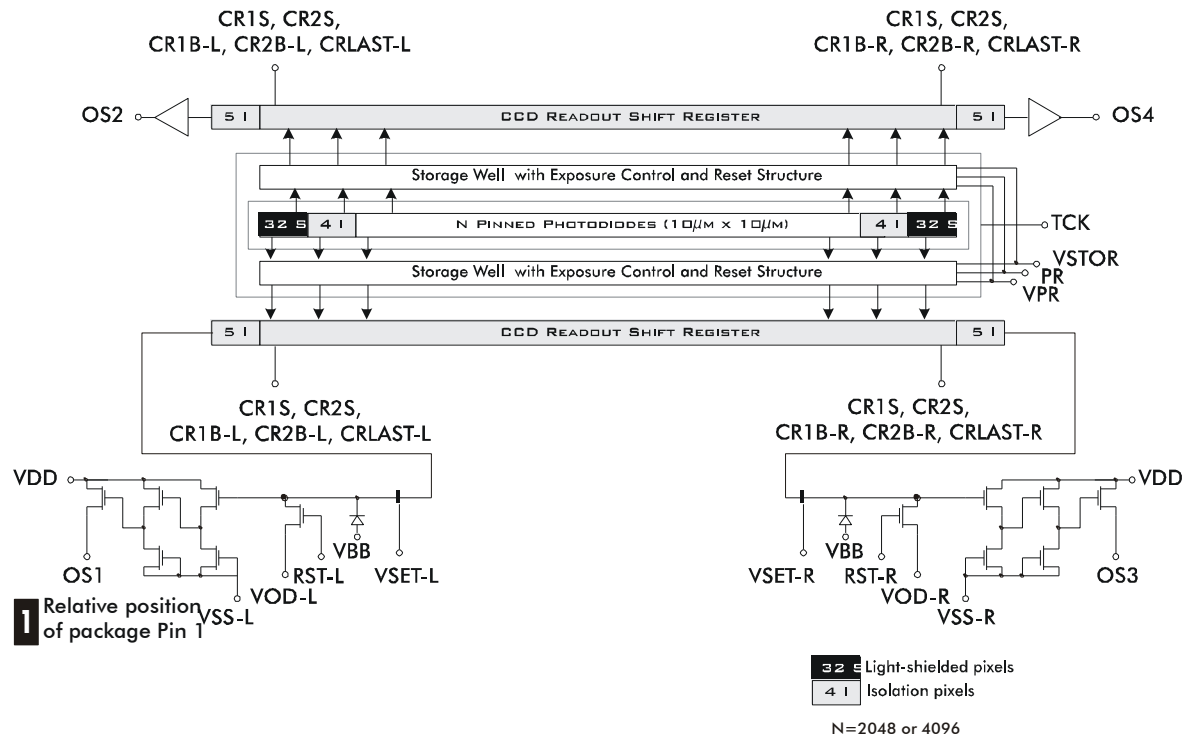 CR1S, CR2S,
CR1B-L, CR2B-L, CRLAST-L
CR1S, CR2S,
CR1B-R, CR2B-R, CRLAST-R
OS2
5 I
CCD READOUT SHIFT REGISTER
5 I
OS4
Storage Well with Exposure Control and Reset Structure
32 S
4 I
N PINNED PHOTODIODES (10µM x 10µM)
4 I
32 S
TCK
Storage Well with Exposure Control and Reset Structure
VSTOR
PR
VPR
5 I
CCD READOUT SHIFT REGISTER
5 I
CR1S, CR2S,
CR1B-L, CR2B-L, CRLAST-L
CR1S, CR2S,
CR1B-R, CR2B-R, CRLAST-R
VDD
VDD
VBB
VBB
OS1
RST-L
VSET-L
VSET-R
RST-R
OS3
VOD-L
VOD-R
VSS-L
VSS-R
1 Relative position
of package Pin 1
32 S Light-shielded pixels
4 I Isolation pixels
N=2048 or 4096